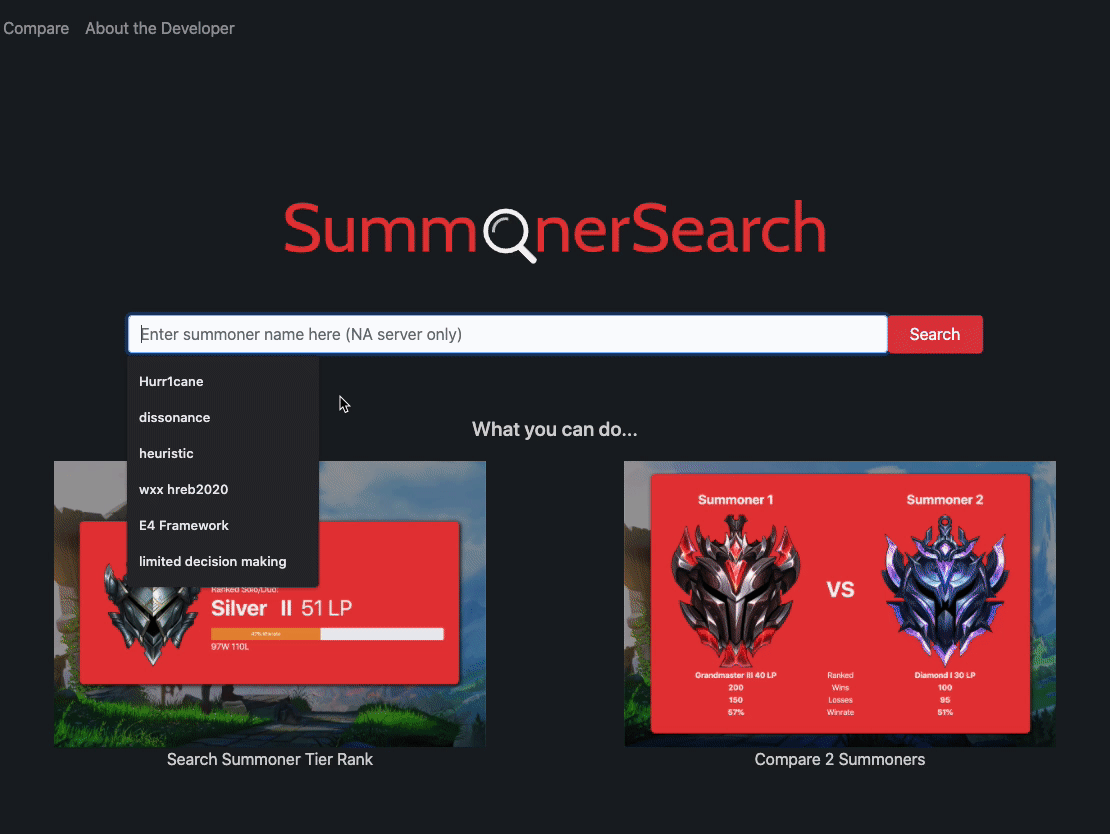 Compare About the Developer
SummonerSearch
Enter summoner name here (NA server only) Search
Hurr1cane
dissonance
heuristic
wxx hreb2020
E4 Framework
limited decision making
What you can do...
Ranked Solo/Duo:
Silver II 51 LP
47% Winrate
97W 110L
Summoner 1 Summoner 2
VS
Grandmaster III 40 LP Ranked Diamond I 30 LP
200 Wins 100
150 Losses 95
57% Winrate 51%
Search Summoner Tier Rank
Compare 2 Summoners